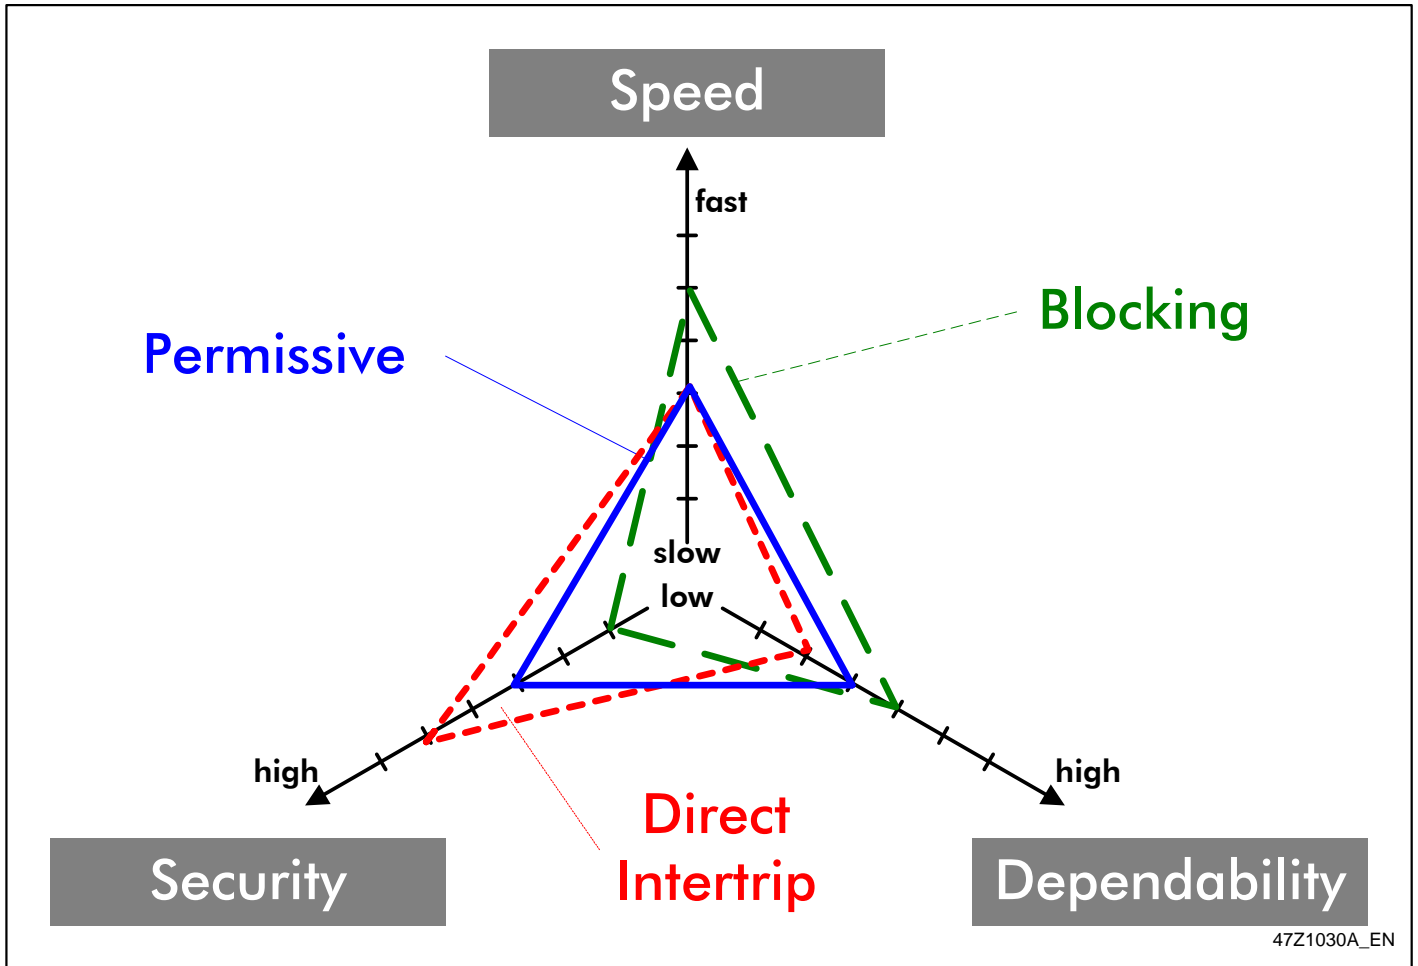 Speed
fast
Blocking
Permissive
slow
low
high
high
Direct
Intertrip
Security
Dependability
47Z1030A_EN